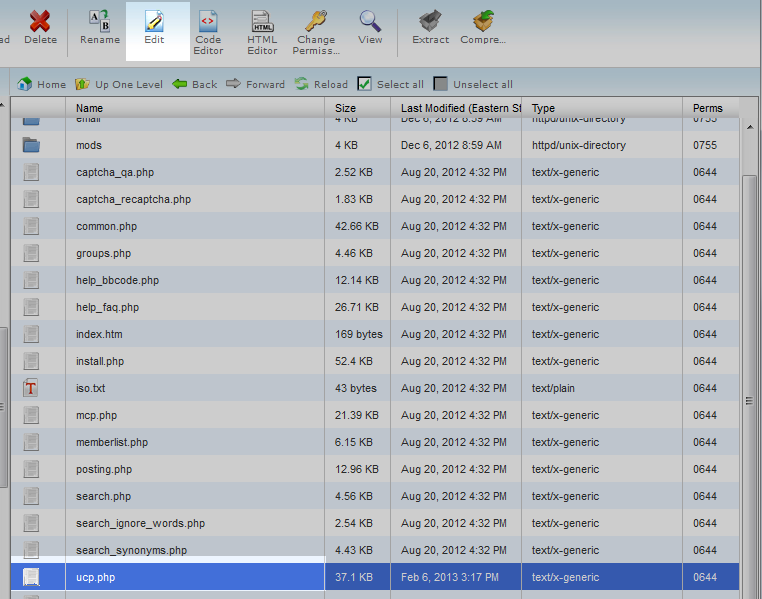 Delete Rename Edit Code Editor HTML Editor Change Permiss... View Extract Compre...
Home Up One Level Back Forward Reload Select all Unselect all
Name Size Last Modified (Eastern St Type Perms
email 4 KB Dec 6, 2012 8:59 AM httpd/unix-directory 0755
mods 4 KB Dec 6, 2012 8:59 AM httpd/unix-directory 0755
captcha_qa.php 2.52 KB Aug 20, 2012 4:32 PM text/x-generic 0644
captcha_recaptcha.php 1.83 KB Aug 20, 2012 4:32 PM text/x-generic 0644
common.php 42.66 KB Aug 20, 2012 4:32 PM text/x-generic 0644
groups.php 4.46 KB Aug 20, 2012 4:32 PM text/x-generic 0644
help_bbcode.php 12.14 KB Aug 20, 2012 4:32 PM text/x-generic 0644
help_faq.php 26.71 KB Aug 20, 2012 4:32 PM text/x-generic 0644
index.htm 169 bytes Aug 20, 2012 4:32 PM text/x-generic 0644
install.php 52.4 KB Aug 20, 2012 4:32 PM text/x-generic 0644
iso.txt 43 bytes Aug 20, 2012 4:32 PM text/plain 0644
mcp.php 21.39 KB Aug 20, 2012 4:32 PM text/x-generic 0644
memberlist.php 6.15 KB Aug 20, 2012 4:32 PM text/x-generic 0644
posting.php 12.96 KB Aug 20, 2012 4:32 PM text/x-generic 0644
search.php 4.56 KB Aug 20, 2012 4:32 PM text/x-generic 0644
search_ignore_words.php 2.54 KB Aug 20, 2012 4:32 PM text/x-generic 0644
search_synonyms.php 4.43 KB Aug 20, 2012 4:32 PM text/x-generic 0644
ucp.php 37.1 KB Feb 6, 2013 3:17 PM text/x-generic 0644